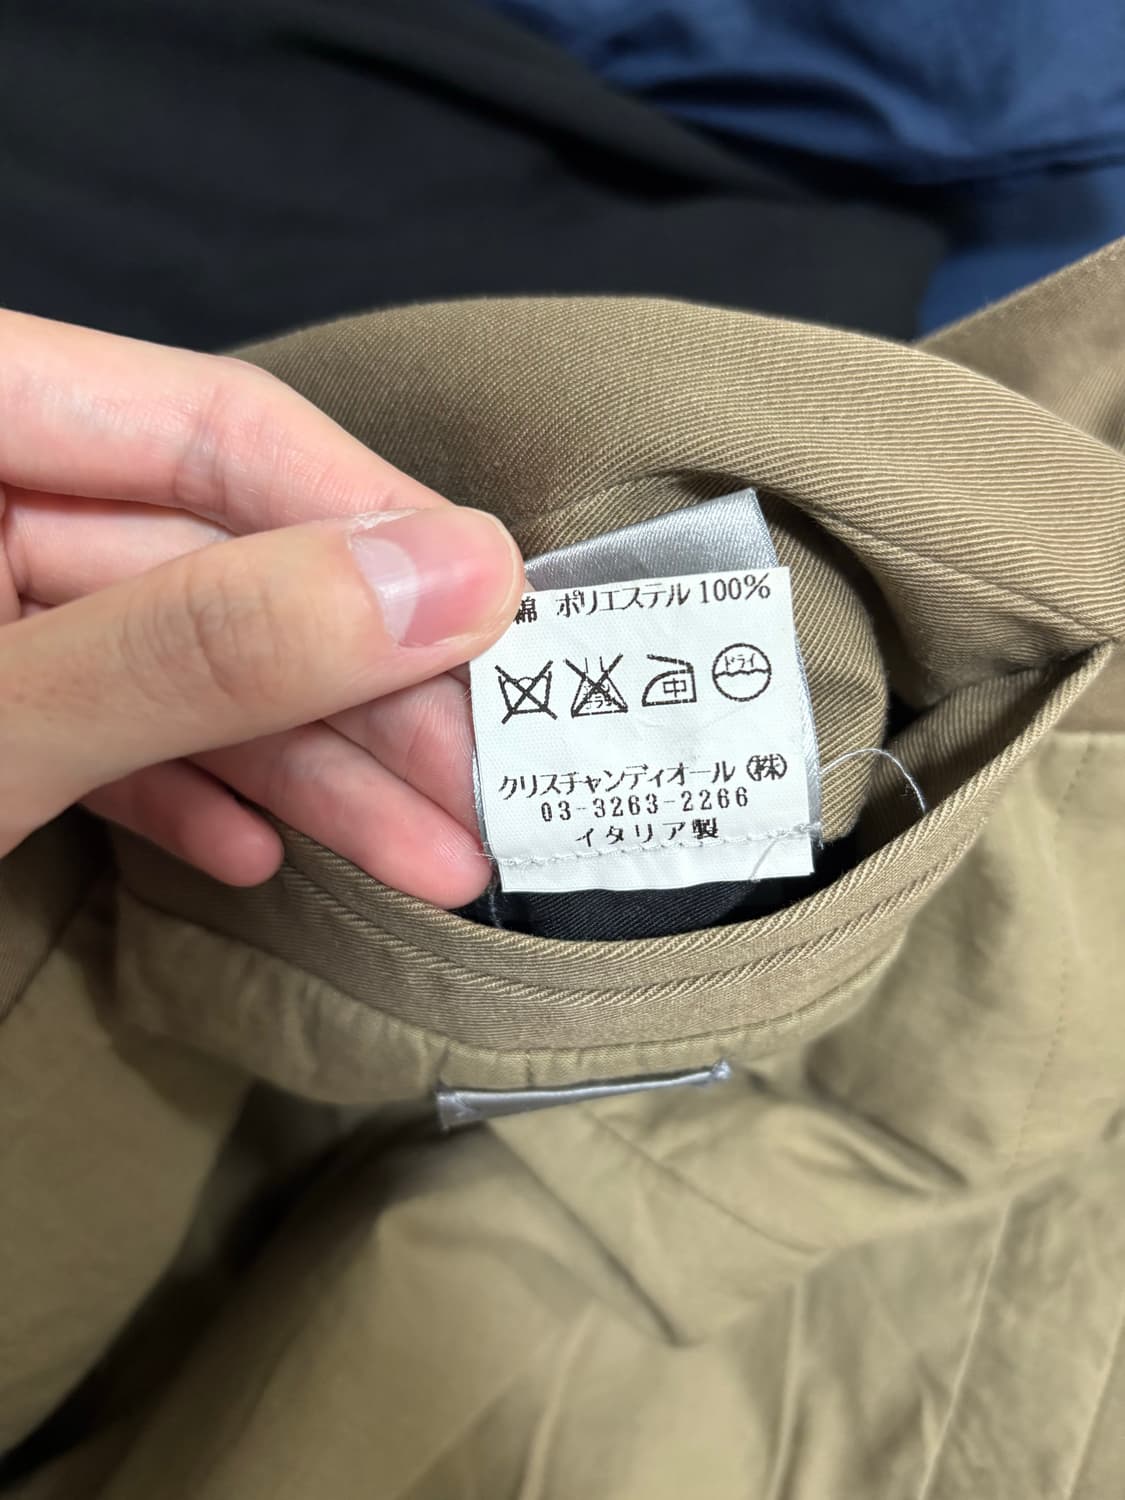 綿 ポリエステル 100%
中 ドライ
クリスチャンディオール(株)
03-3263-2266
イタリア製